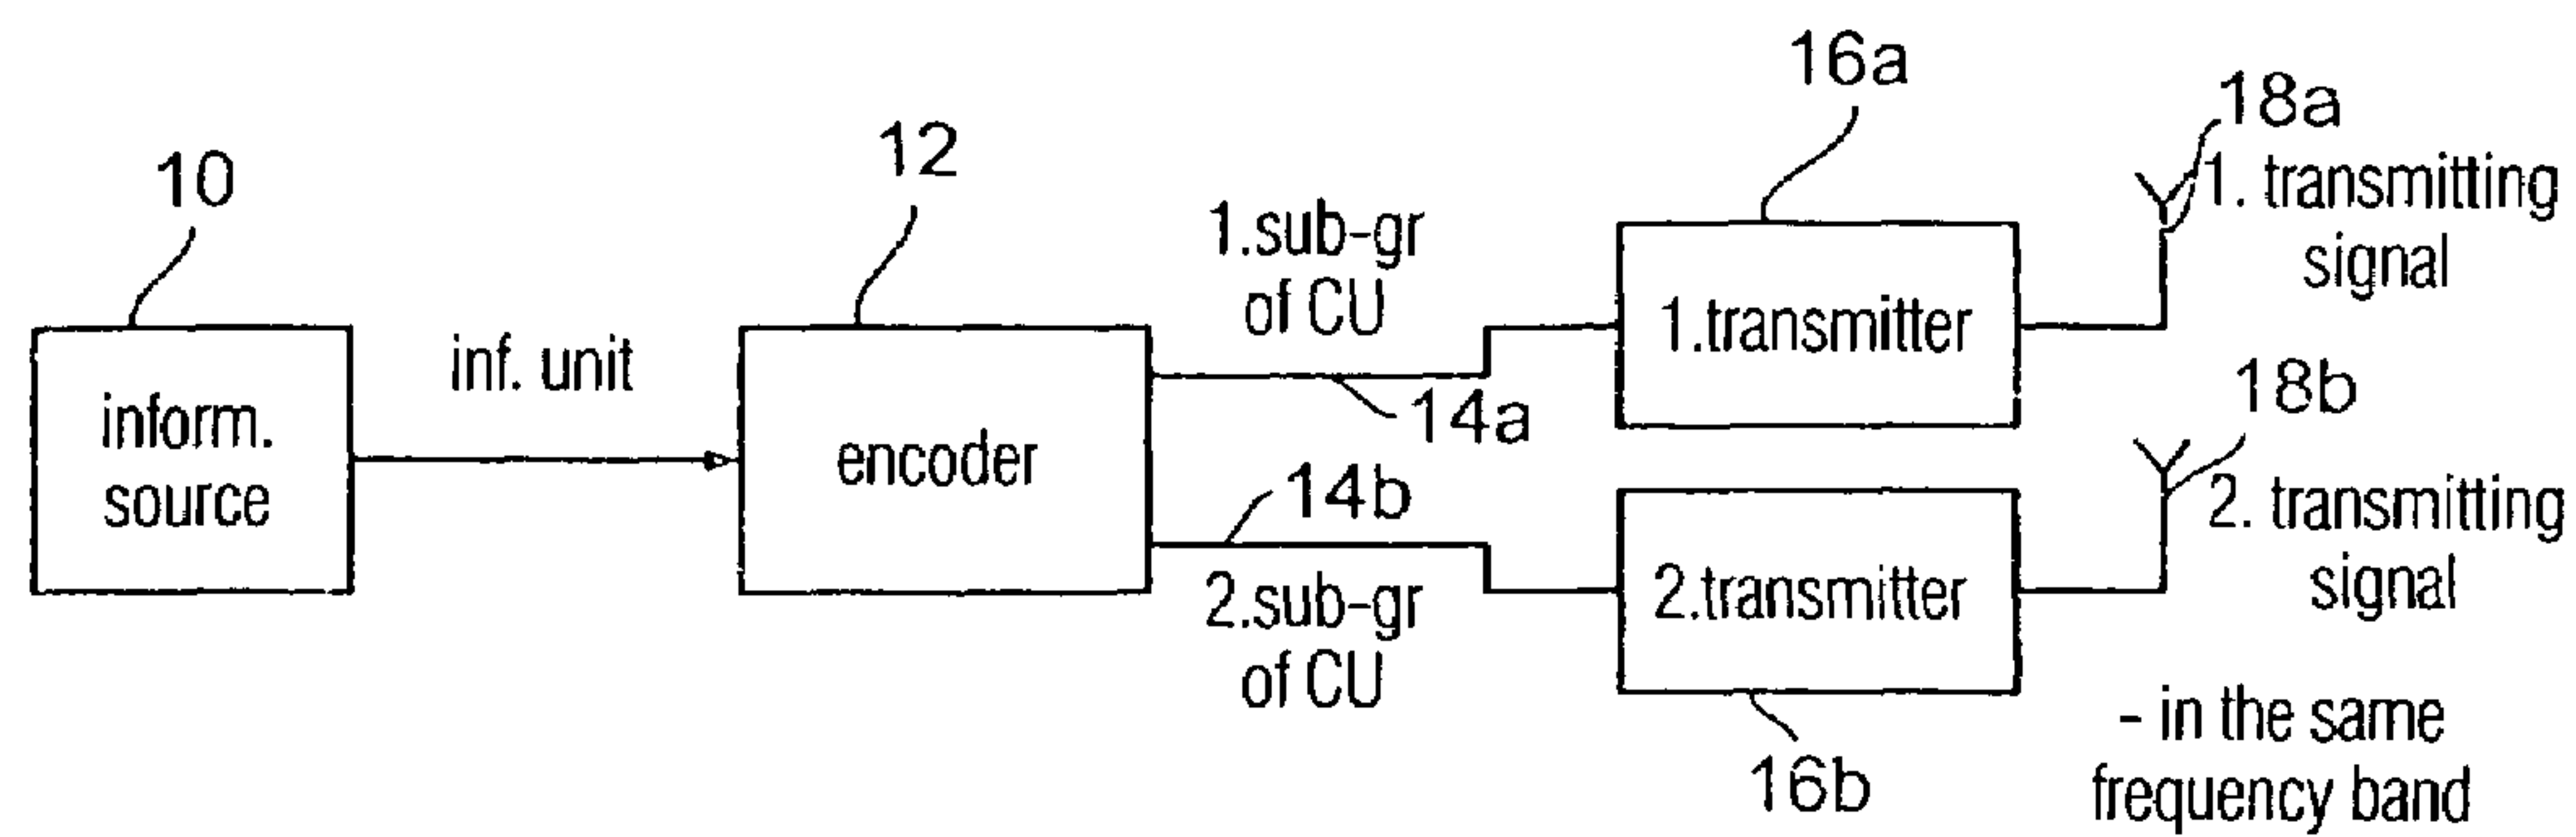 10
inform.
source
inf. unit
12
encoder
1.sub-gr
of CU
14a
14b
2.sub-gr
of CU
16a
1.transmitter
2.transmitter
16b
18a
1. transmitting
signal
18b
2. transmitting
signal
- in the same
frequency band